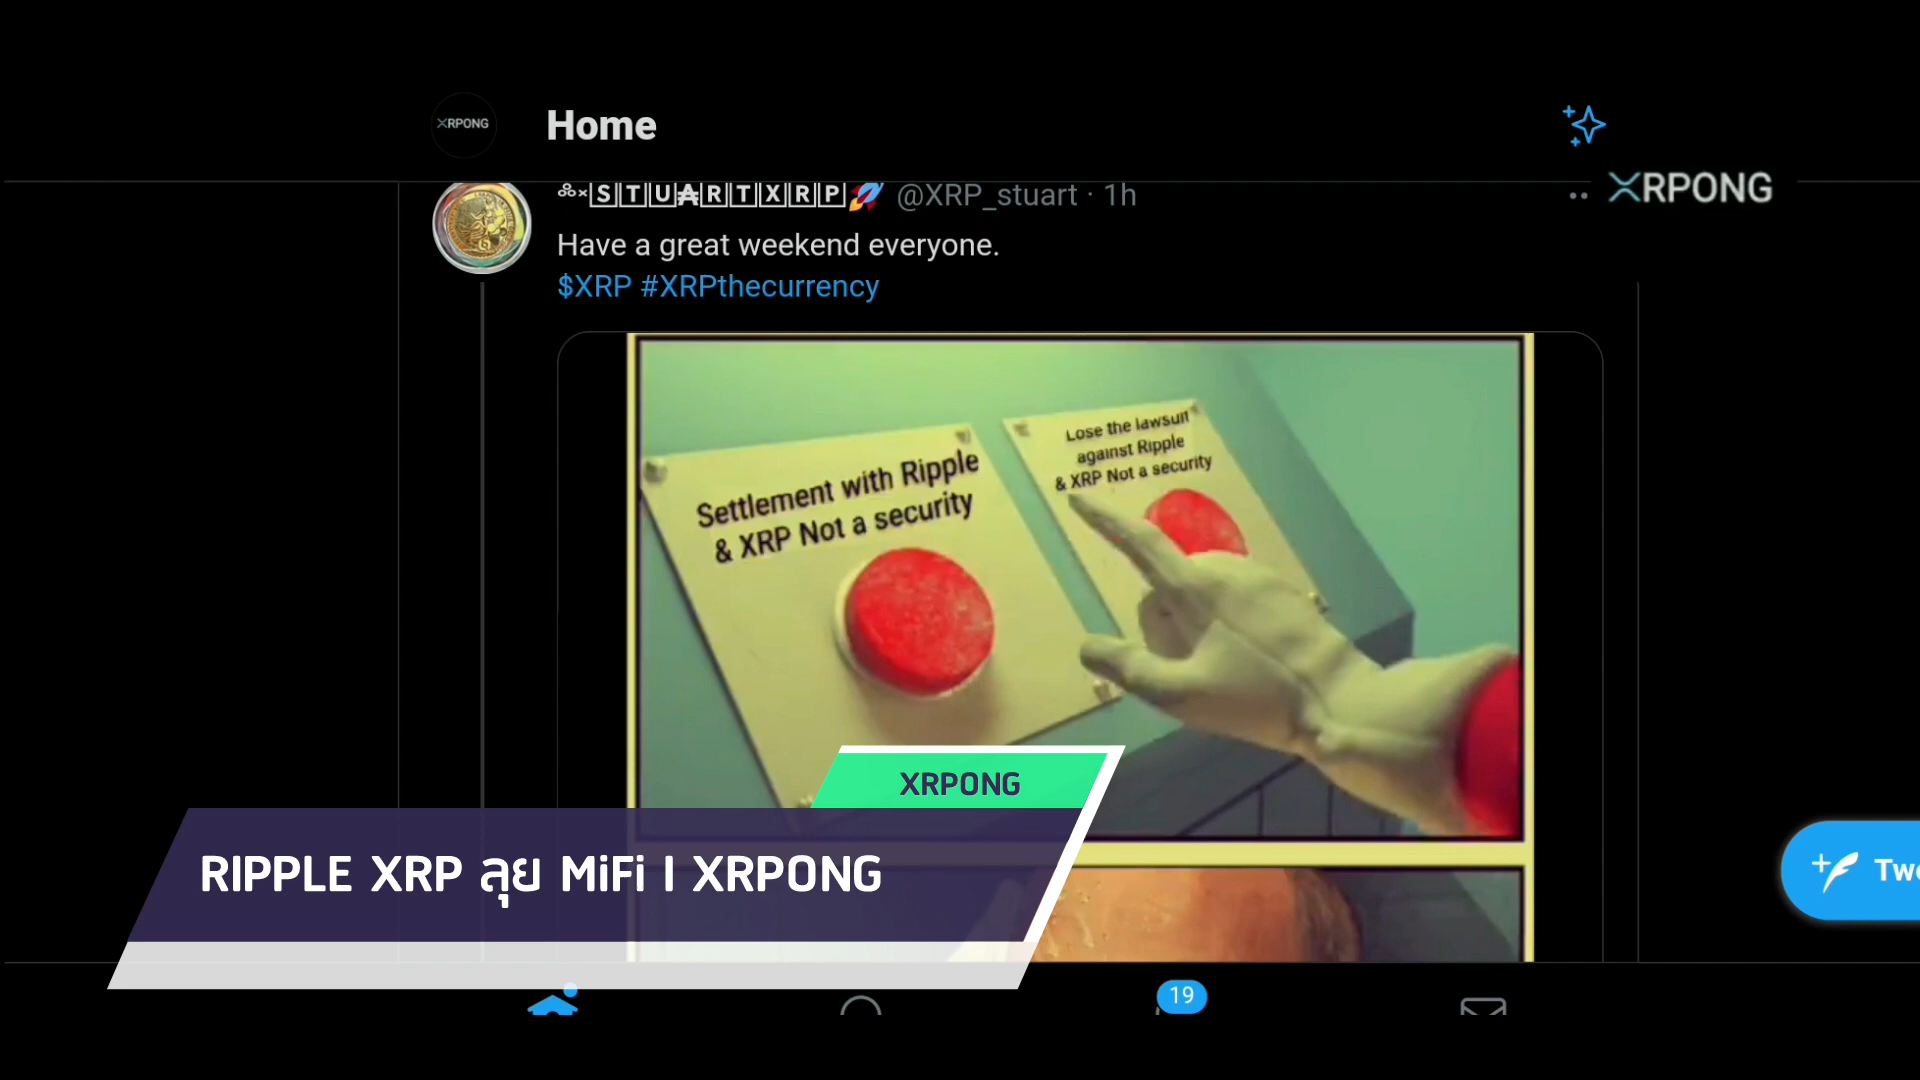 XRPONG
Home
STUARTXRP🚀 @XRP_stuart · 1h
XRPONG
Have a great weekend everyone.
$XRP #XRPthecurrency
Settlement with Ripple
& XRP Not a security
Lose the lawsuit
against Ripple
& XRP Not a security
XRPONG
RIPPLE XRP ลุย MiFi I XRPONG
19